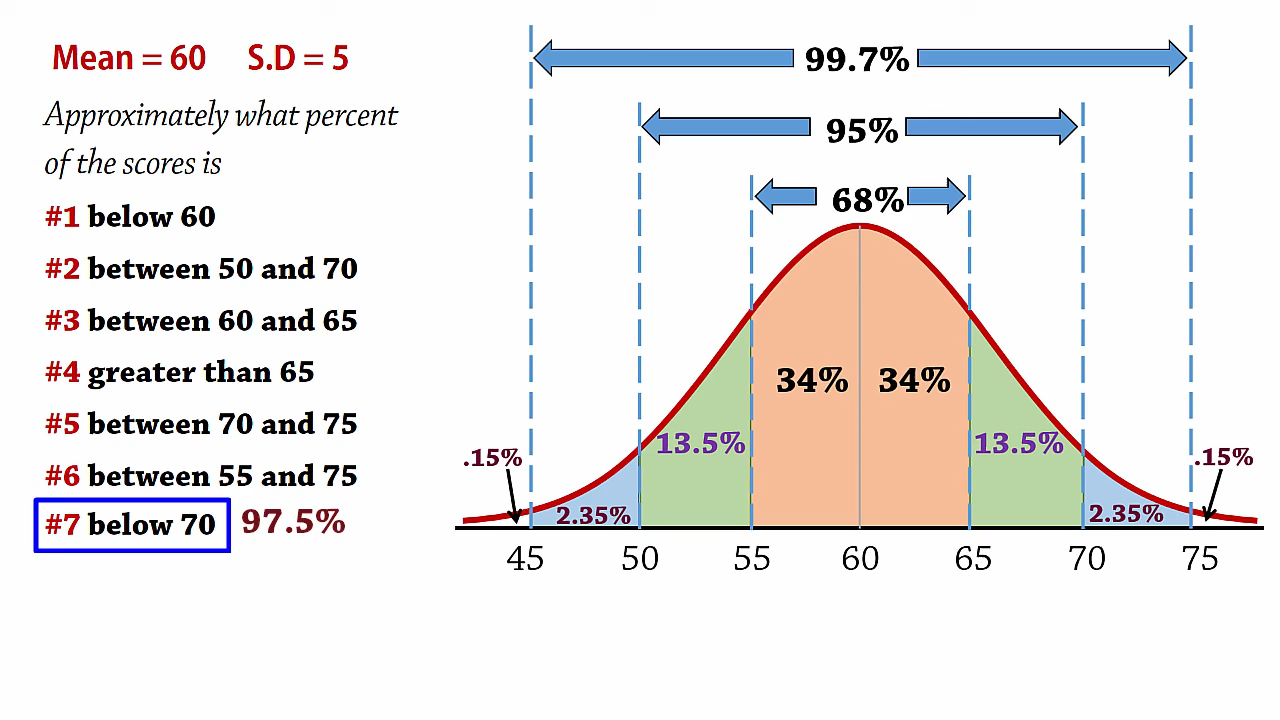 Mean = 60 S.D = 5
Approximately what percent
of the scores is
#1 below 60
#2 between 50 and 70
#3 between 60 and 65
#4 greater than 65
#5 between 70 and 75
#6 between 55 and 75
#7 below 70 97.5%
99.7%
95%
68%
34% 34%
13.5% 13.5%
.15% .15%
2.35% 2.35%
45 50 55 60 65 70 75